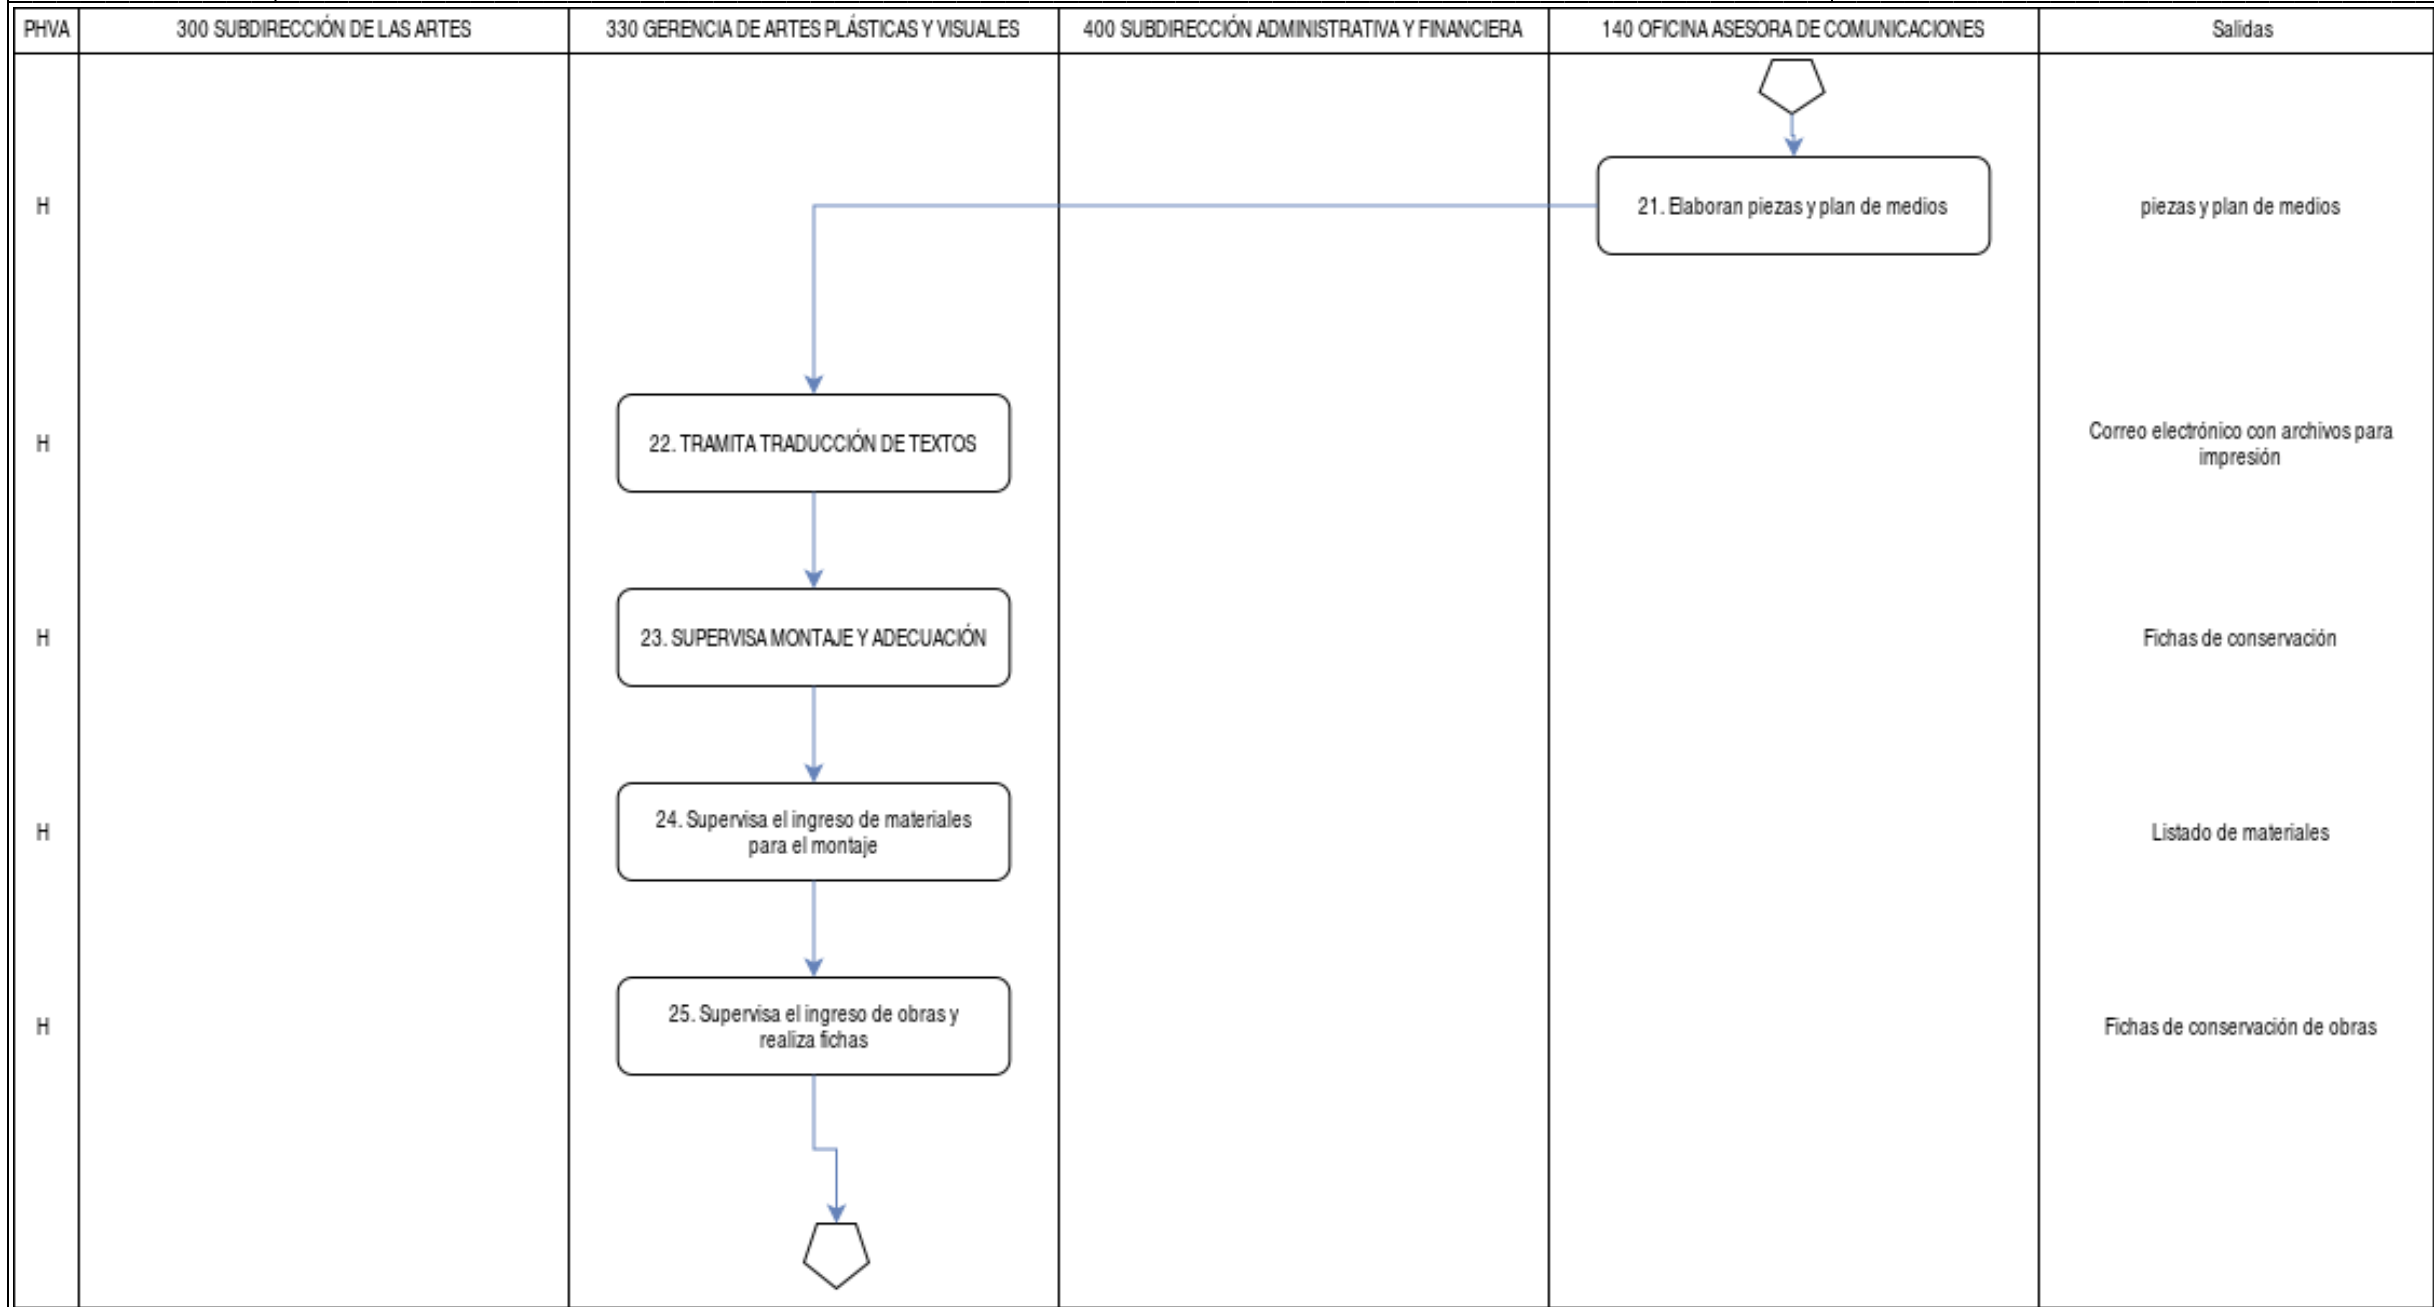 PHVA
300 SUBDIRECCIÓN DE LAS ARTES
330 GERENCIA DE ARTES PLÁSTICAS Y VISUALES
400 SUBDIRECCIÓN ADMINISTRATIVA Y FINANCIERA
140 OFICINA ASESORA DE COMUNICACIONES
Salidas
H
21. Elaboran piezas y plan de medios
piezas y plan de medios
H
22. TRAMITA TRADUCCIÓN DE TEXTOS
Correo electrónico con archivos para
impresión
H
23. SUPERVISA MONTAJE Y ADECUACIÓN
Fichas de conservación
H
24. Supervisa el ingreso de materiales
para el montaje
Listado de materiales
H
25. Supervisa el ingreso de obras y
realiza fichas
Fichas de conservación de obras